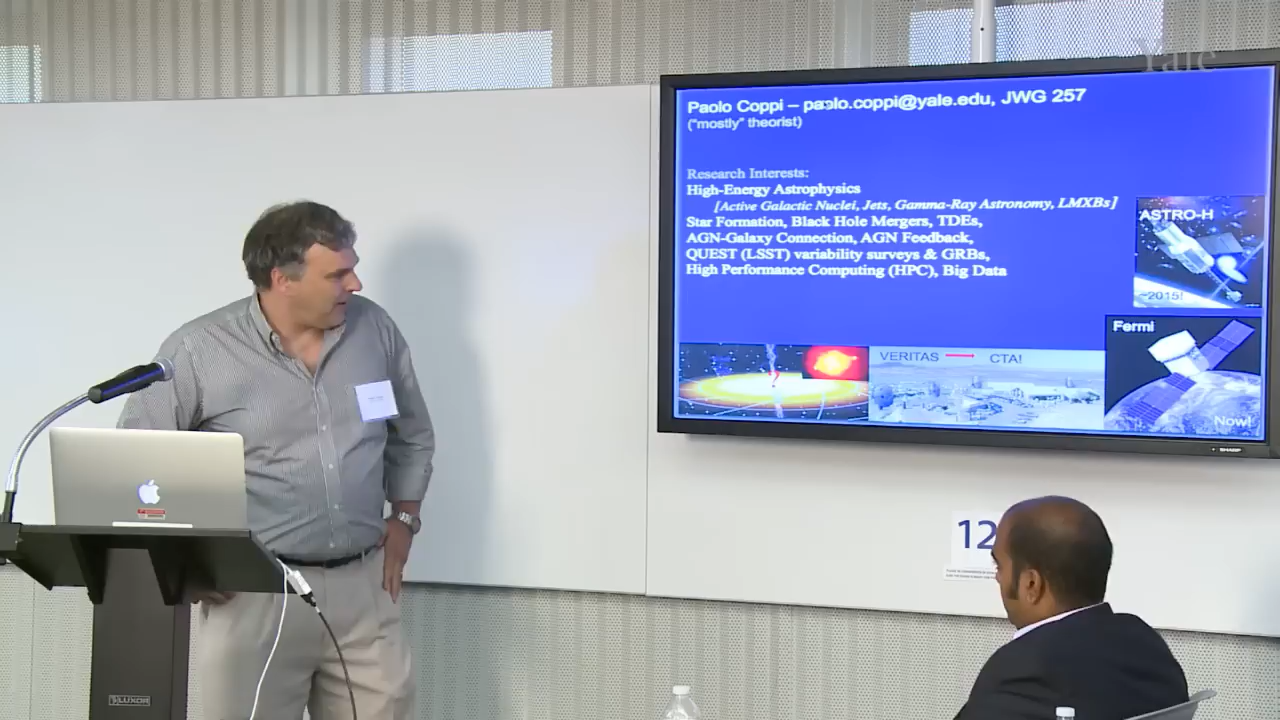 Yale
Paolo Coppi – paolo.coppi@yale.edu, JWG 257
("mostly" theorist)
Research Interests:
High-Energy Astrophysics
[Active Galactic Nuclei, Jets, Gamma-Ray Astronomy, LMXBs]
Star Formation, Black Hole Mergers, TDEs,
AGN-Galaxy Connection, AGN Feedback,
QUEST (LSST) variability surveys & GRBs,
High Performance Computing (HPC), Big Data
ASTRO-H
~2015!
Fermi
Now!
VERITAS CTA!
SHARP
12
LUXOR